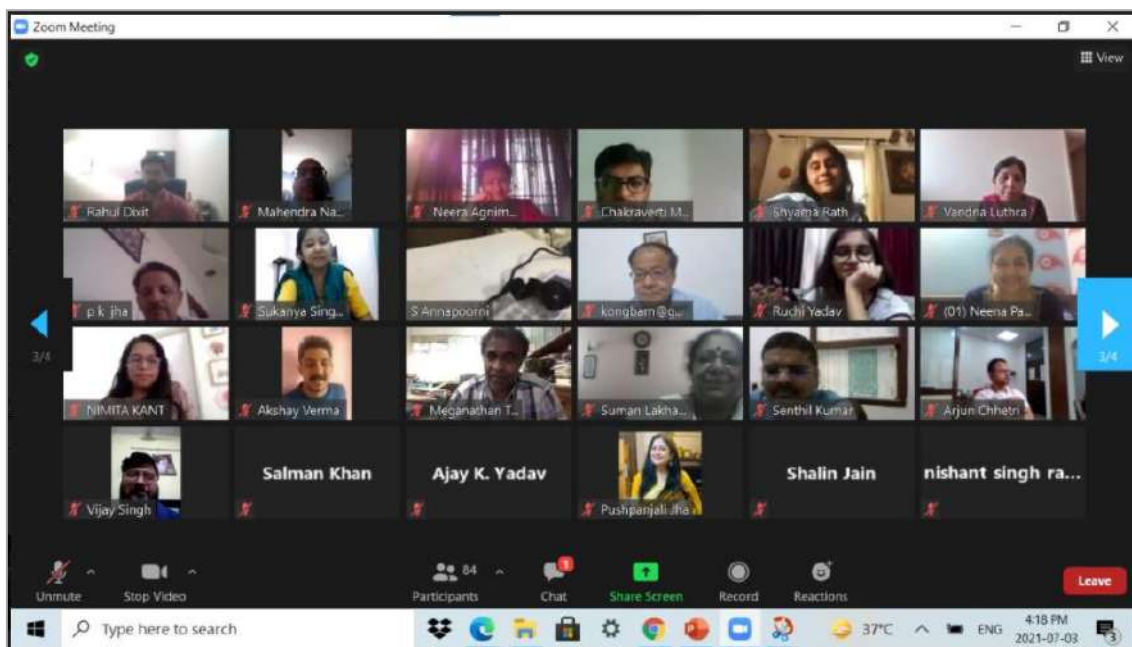 Zoom Meeting
View
Rahul Dixit
Mahendra Na...
Neera Agnim...
Chakraverti M...
Shyama Rath
Vandna Luthra
p k jha
Sukanya Sing...
S Annapoorni
kongbam@g...
Ruchi Yadav
(01) Neena Pa...
3/4
3/4
NIMITA KANT
Akshay Verma
Meganathan T...
Suman Lakha...
Senthil Kumar
Arjun Chhetri
Vijay Singh
Salman Khan
Ajay K. Yadav
Pushpanjali Jha
Shalin Jain
nishant singh ra...
84
1
Unmute
Stop Video
Participants
Chat
Share Screen
Record
Reactions
Leave
Type here to search
37°C
ENG
4:18 PM
2021-07-03
3